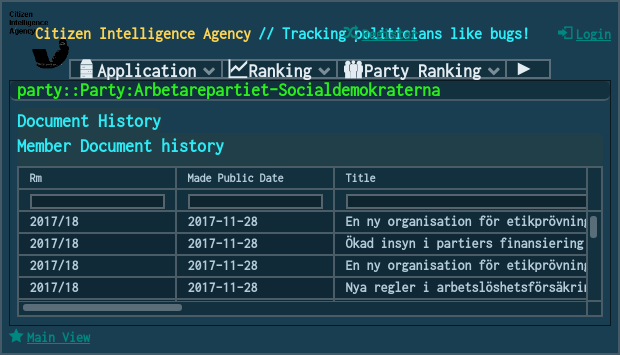 Citizen
Intelligence
Agency
Citizen Intelligence Agency // Tracking politicians like bugs!
Login
Application
Ranking
Party Ranking
party::Party:Arbetarepartiet-Socialdemokraterna
Document History
Member Document history
Rm Made Public Date Title
2017/18 2017-11-28 En ny organisation för etikprövning
2017/18 2017-11-28 Ökad insyn i partiers finansiering
2017/18 2017-11-28 En ny organisation för etikprövning
2017/18 2017-11-28 Nya regler i arbetslöshetsförsäkrin
Main View